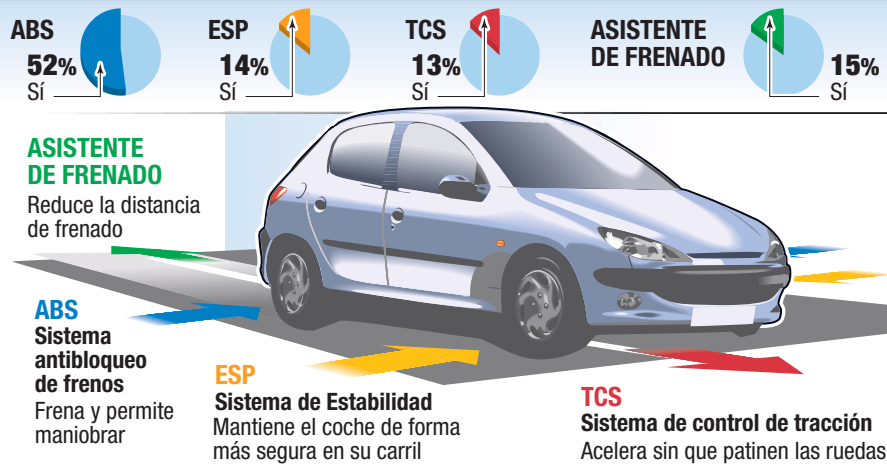 ABS
52%
Sí
ESP
14%
Sí
TCS
13%
Sí
ASISTENTE
DE FRENADO
15%
Sí
ASISTENTE
DE FRENADO
Reduce la distancia
de frenado
ABS
Sistema
antibloqueo
de frenos
Frena y permite
maniobrar
ESP
Sistema de Estabilidad
Mantiene el coche de forma
más segura en su carril
TCS
Sistema de control de tracción
Acelera sin que patinen las ruedas